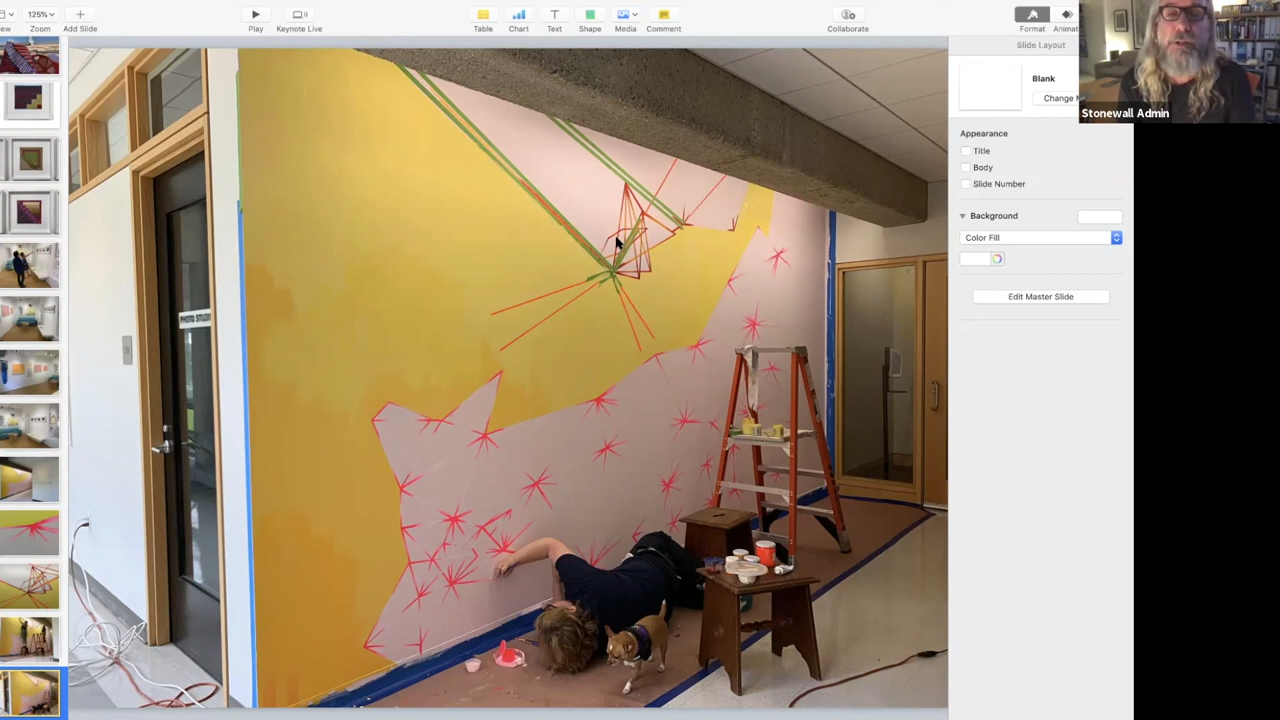 125%
Zoom
Add Slide
Play
Keynote Live
Table
Chart
Text
Shape
Media
Comment
Collaborate
Format
Slide Layout
Blank
Stonewall Admin
Appearance
Title
Body
Slide Number
Background
Color Fill
Edit Master Slide
PHOTO